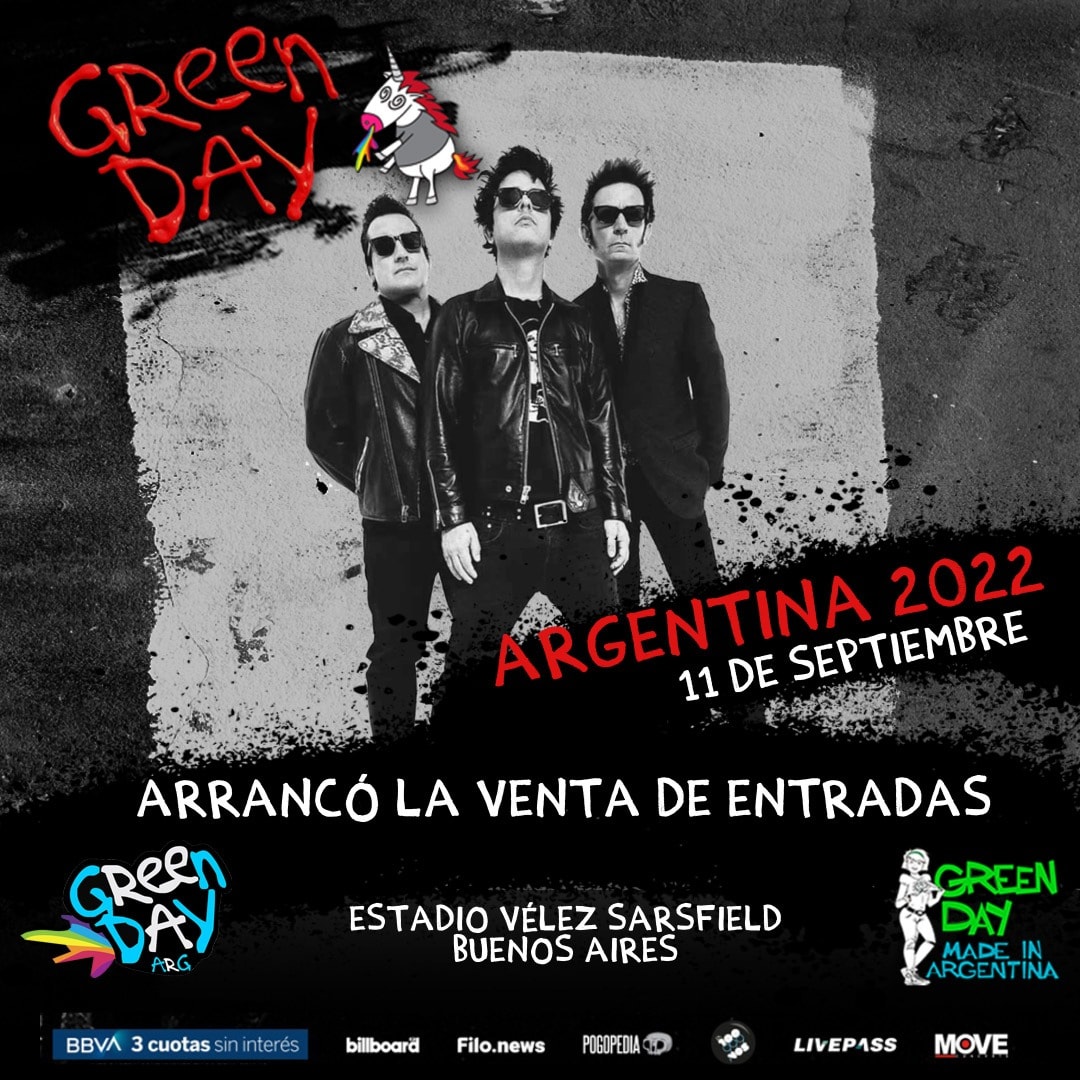 GReen
DAY
ARGENTINA 2022
11 DE SEPTIEMBRE
ARRANCÓ LA VENTA DE ENTRADAS
GReen
DAY
ARG
ESTADIO VÉLEZ SARSFIELD
BUENOS AIRES
GREEN
DAY
MADE IN
ARGENTINA
BBVA 3 cuotas sin interés
billboard
Filo.news
POGOPEDIA
LIVEPASS
MOVE